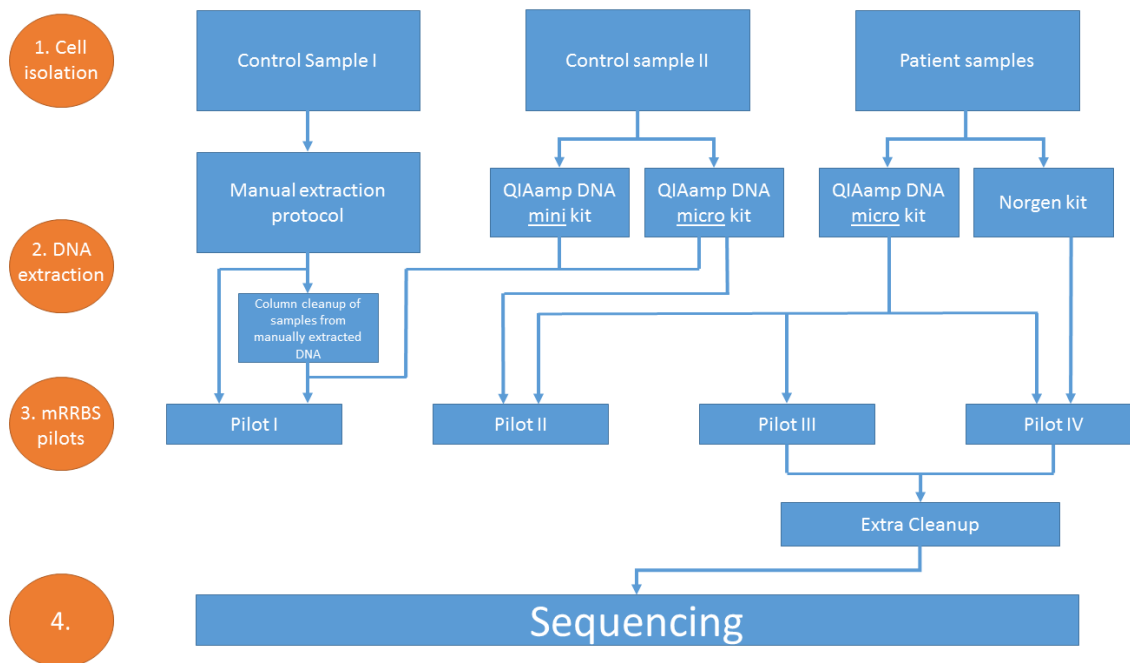 1. Cell
isolation
Control Sample I
Control sample II
Patient samples
Manual extraction
protocol
QIAamp DNA
mini kit
QIAamp DNA
micro kit
QIAamp DNA
micro kit
Norgen kit
2. DNA
extraction
Column cleanup of
samples from
manually extracted
DNA
3. mRRBS
pilots
Pilot I
Pilot II
Pilot III
Pilot IV
Extra Cleanup
4.
Sequencing